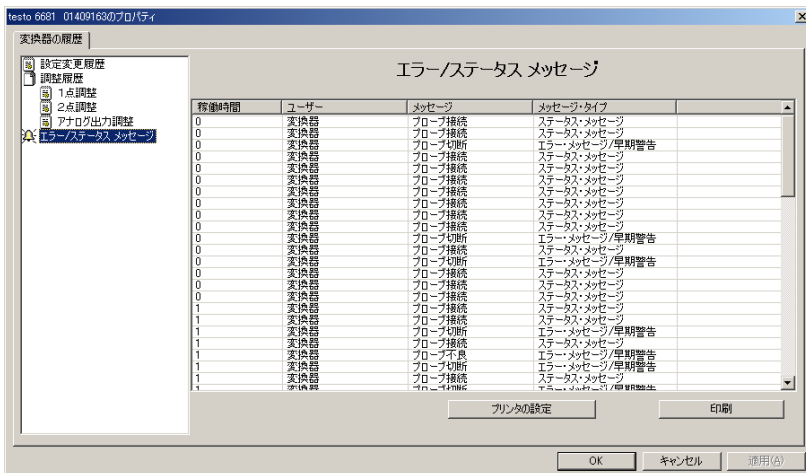 testo 6681 01409163のプロパティ
変換器の履歴
設定変更履歴
調整履歴
1点調整
2点調整
アナログ出力調整
エラー/ステータス メッセージ
エラー/ステータス メッセージ
稼働時間 ユーザー メッセージ メッセージ・タイプ
0 変換器 プローブ接続 ステータス・メッセージ
0 変換器 プローブ接続 ステータス・メッセージ
0 変換器 プローブ切断 エラー・メッセージ/早期警告
0 変換器 プローブ接続 ステータス・メッセージ
0 変換器 プローブ接続 ステータス・メッセージ
0 変換器 プローブ接続 ステータス・メッセージ
0 変換器 プローブ接続 ステータス・メッセージ
0 変換器 プローブ接続 ステータス・メッセージ
0 変換器 プローブ接続 ステータス・メッセージ
0 変換器 プローブ接続 ステータス・メッセージ
0 変換器 プローブ切断 エラー・メッセージ/早期警告
0 変換器 プローブ接続 ステータス・メッセージ
0 変換器 プローブ切断 エラー・メッセージ/早期警告
0 変換器 プローブ接続 ステータス・メッセージ
0 変換器 プローブ接続 ステータス・メッセージ
0 変換器 プローブ接続 ステータス・メッセージ
1 変換器 プローブ接続 ステータス・メッセージ
1 変換器 プローブ接続 ステータス・メッセージ
1 変換器 プローブ切断 エラー・メッセージ/早期警告
1 変換器 プローブ接続 ステータス・メッセージ
1 変換器 プローブ不良 エラー・メッセージ/早期警告
1 変換器 プローブ切断 エラー・メッセージ/早期警告
1 変換器 プローブ接続 ステータス・メッセージ
1 変換器 プローブ切断 エラー・メッセージ/早期警告
プリンタの設定 印刷
OK キャンセル 適用(A)